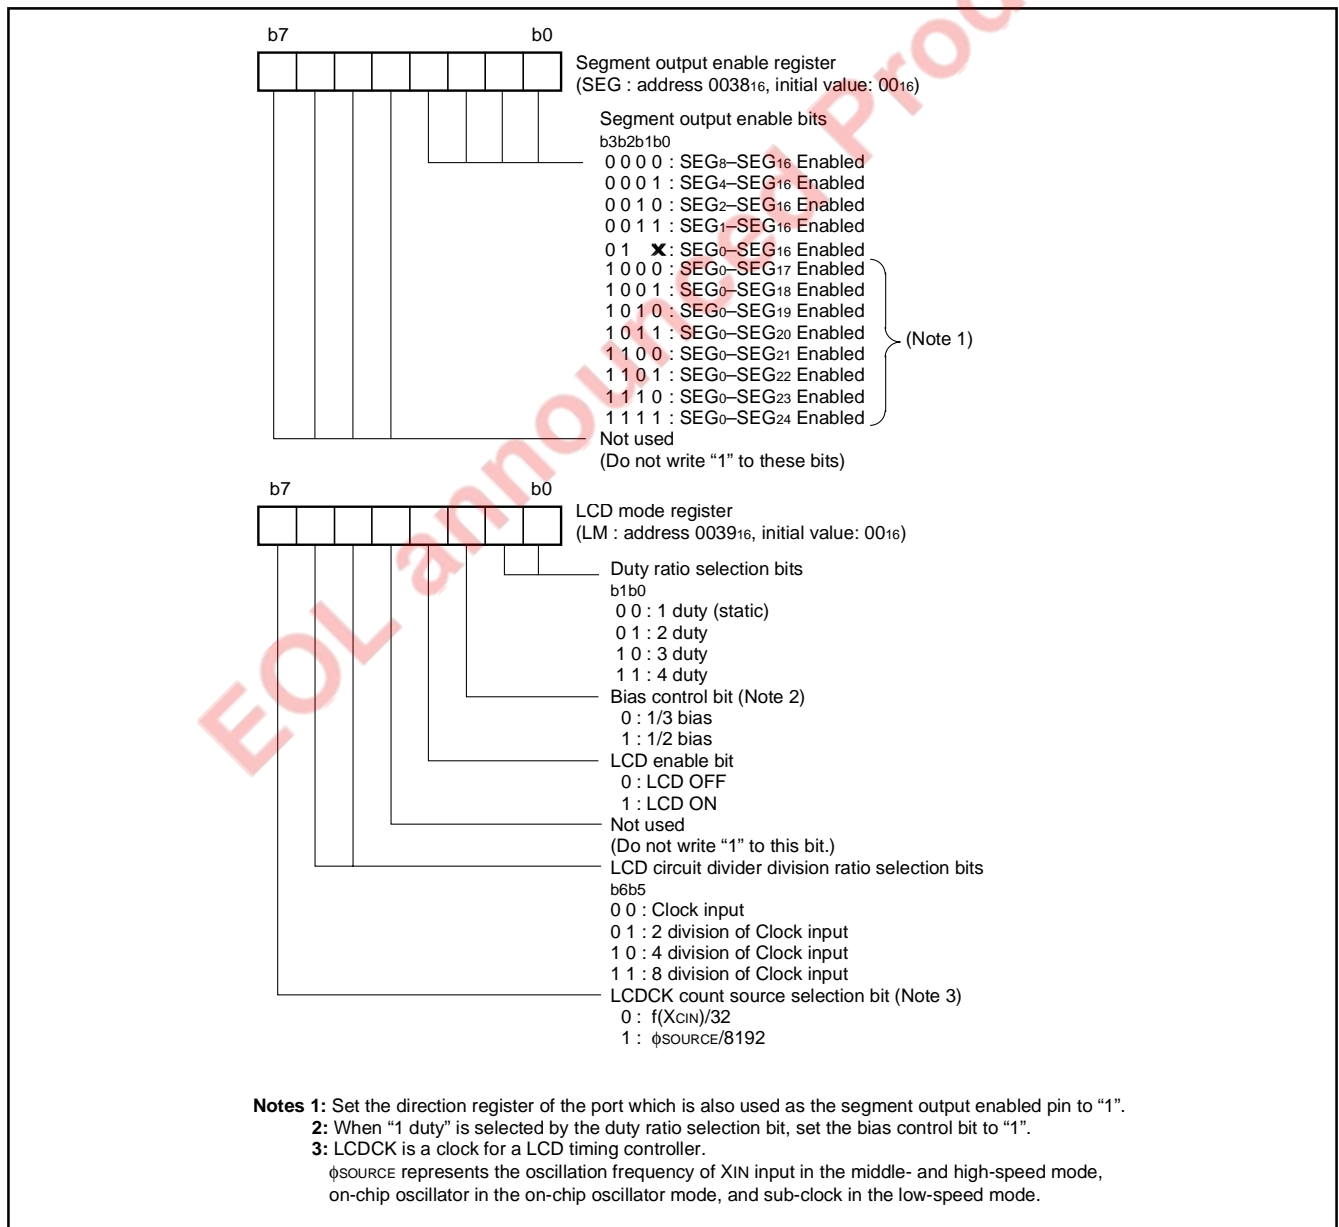 b7 b0
Segment output enable register
(SEG : address 003816, initial value: 0016)
Segment output enable bits
b3b2b1b0
0 0 0 0 : SEG8–SEG16 Enabled
0 0 0 1 : SEG4–SEG16 Enabled
0 0 1 0 : SEG2–SEG16 Enabled
0 0 1 1 : SEG1–SEG16 Enabled
0 1 ✗ : SEG0–SEG16 Enabled
1 0 0 0 : SEG0–SEG17 Enabled
1 0 0 1 : SEG0–SEG18 Enabled
1 0 1 0 : SEG0–SEG19 Enabled
1 0 1 1 : SEG0–SEG20 Enabled
(Note 1)
1 1 0 0 : SEG0–SEG21 Enabled
1 1 0 1 : SEG0–SEG22 Enabled
1 1 1 0 : SEG0–SEG23 Enabled
1 1 1 1 : SEG0–SEG24 Enabled
Not used
(Do not write “1” to these bits)
b7 b0
LCD mode register
(LM : address 003916, initial value: 0016)
Duty ratio selection bits
b1b0
0 0 : 1 duty (static)
0 1 : 2 duty
1 0 : 3 duty
1 1 : 4 duty
Bias control bit (Note 2)
0 : 1/3 bias
1 : 1/2 bias
LCD enable bit
0 : LCD OFF
1 : LCD ON
Not used
(Do not write “1” to this bit.)
LCD circuit divider division ratio selection bits
b6b5
0 0 : Clock input
0 1 : 2 division of Clock input
1 0 : 4 division of Clock input
1 1 : 8 division of Clock input
LCDCK count source selection bit (Note 3)
0 : f(XCIN)/32
1 : ϕSOURCE/8192
Notes 1: Set the direction register of the port which is also used as the segment output enabled pin to “1”.
2: When “1 duty” is selected by the duty ratio selection bit, set the bias control bit to “1”.
3: LCDCK is a clock for a LCD timing controller.
ϕSOURCE represents the oscillation frequency of XIN input in the middle- and high-speed mode,
on-chip oscillator in the on-chip oscillator mode, and sub-clock in the low-speed mode.
EOL announced Prod